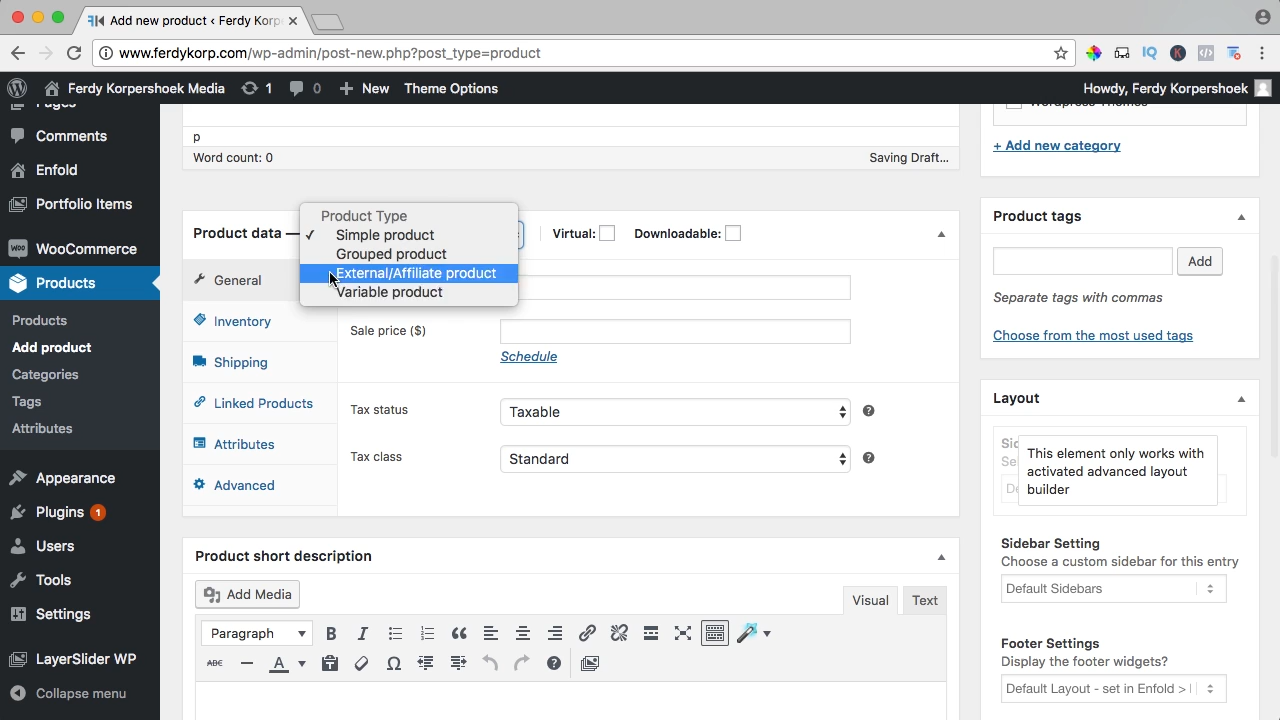 Add new product ‹ Ferdy Korp
www.ferdykorp.com/wp-admin/post-new.php?post_type=product
Ferdy Korpershoek Media
1
0
New
Theme Options
Howdy, Ferdy Korpershoek
Pages
Comments
Enfold
Portfolio Items
WooCommerce
Products
Products
Add product
Categories
Tags
Attributes
Appearance
Plugins 1
Users
Tools
Settings
LayerSlider WP
Collapse menu
p
Word count: 0
Saving Draft...
Product data —
Product Type
✓ Simple product
Grouped product
External/Affiliate product
Variable product
Virtual:
Downloadable:
General
Inventory
Shipping
Linked Products
Attributes
Advanced
Sale price ($)
Schedule
Tax status
Taxable
Tax class
Standard
Product short description
Add Media
Visual
Text
Paragraph
B
I
ABC
A
Wordpress Themes
+ Add new category
Product tags
Add
Separate tags with commas
Choose from the most used tags
Layout
This element only works with
activated advanced layout
builder
Sidebar Setting
Choose a custom sidebar for this entry
Default Sidebars
Footer Settings
Display the footer widgets?
Default Layout - set in Enfold >